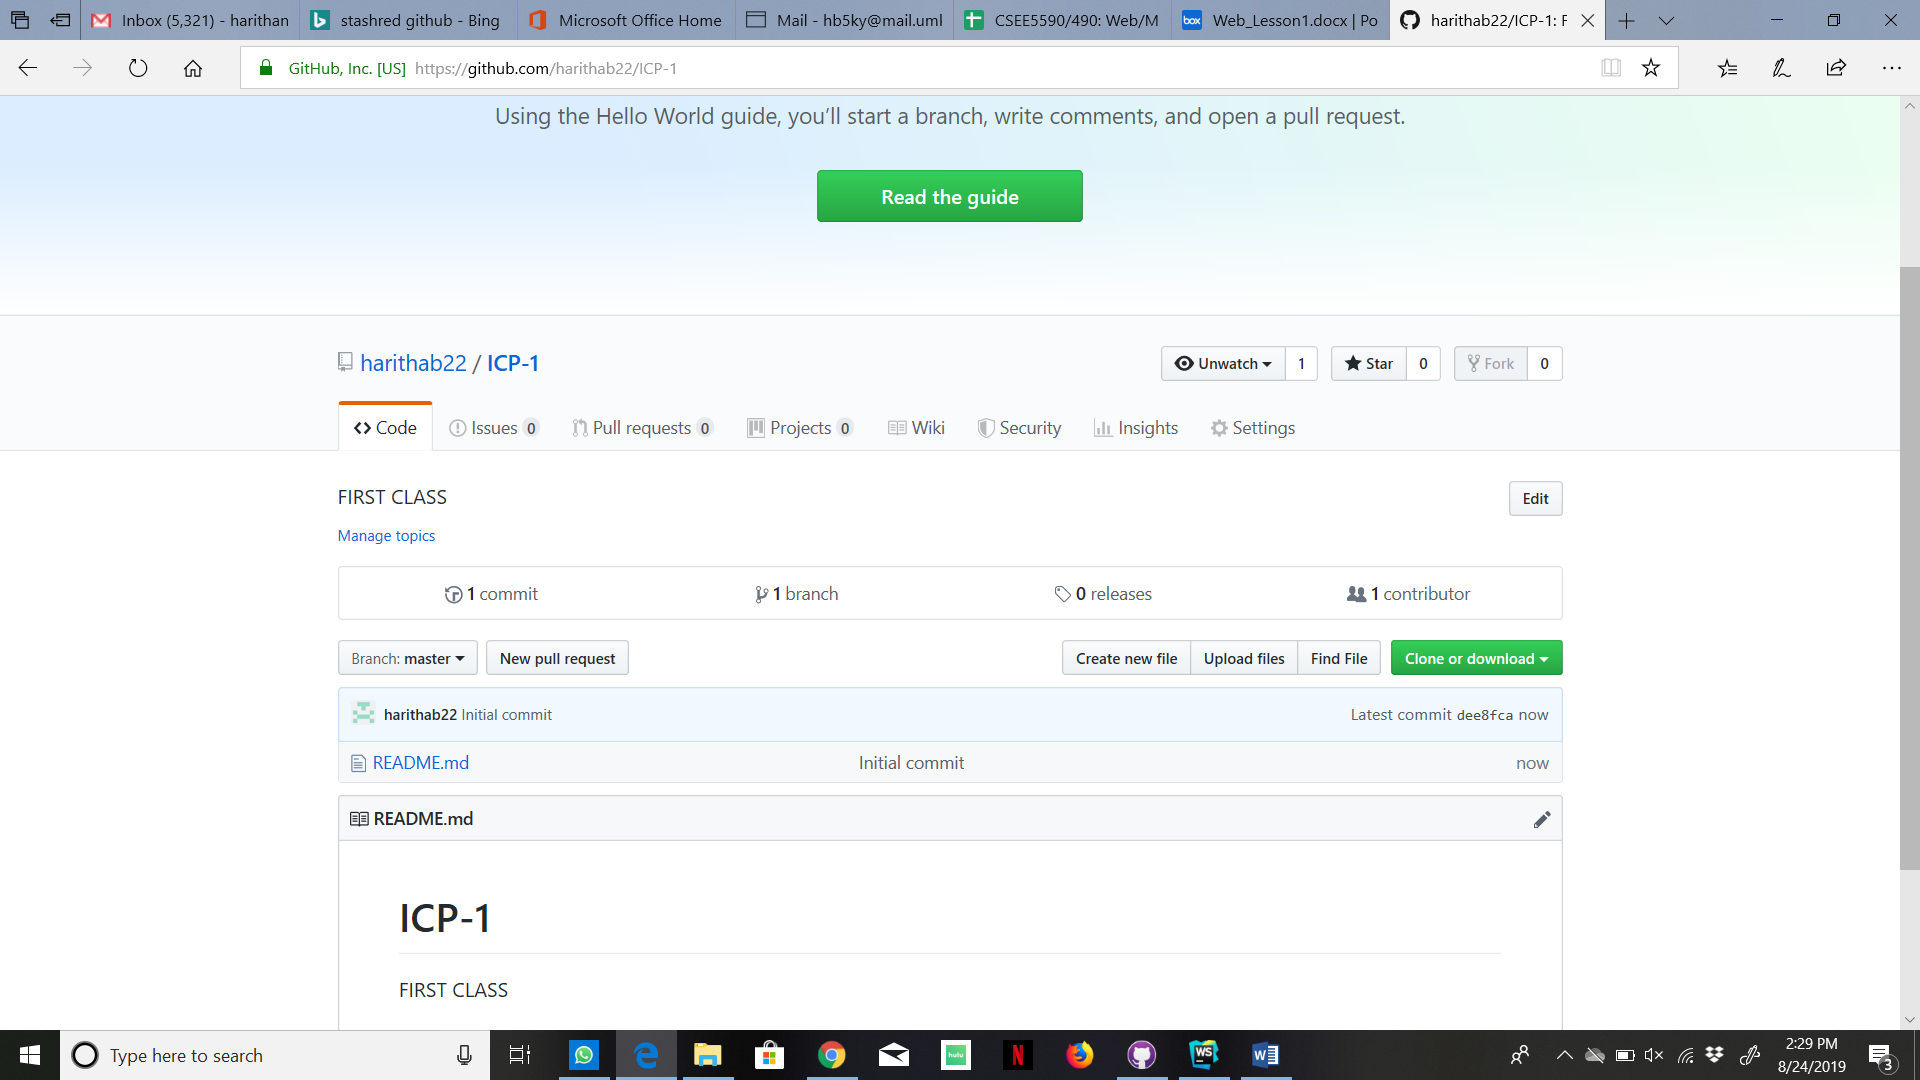 Inbox (5,321) - harithan
stashred github - Bing
Microsoft Office Home
Mail - hb5ky@mail.uml
CSEE5590/490: Web/M
box
Web_Lesson1.docx | Po
harithab22/ICP-1: F
GitHub, Inc. [US] https://github.com/harithab22/ICP-1
Using the Hello World guide, you’ll start a branch, write comments, and open a pull request.
Read the guide
harithab22 / ICP-1
Unwatch 1
Star 0
Fork 0
Code
Issues 0
Pull requests 0
Projects 0
Wiki
Security
Insights
Settings
FIRST CLASS
Edit
Manage topics
1 commit
1 branch
0 releases
1 contributor
Branch: master
New pull request
Create new file
Upload files
Find File
Clone or download
harithab22 Initial commit
Latest commit dee8fca now
README.md
Initial commit
now
README.md
ICP-1
FIRST CLASS
Type here to search
hulu
N
WS
W
2:29 PM
8/24/2019
3